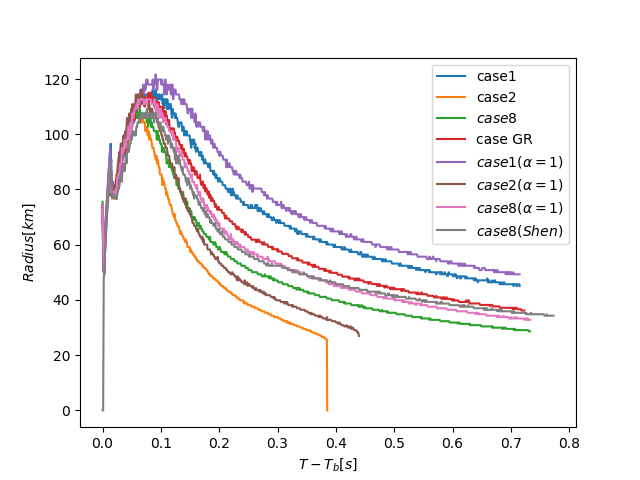 120
100
80
60
40
20
0
Radius[km]
0.0 0.1 0.2 0.3 0.4 0.5 0.6 0.7 0.8
T − T_b[s]
case1
case2
case8
case GR
case1(α = 1)
case2(α = 1)
case8(α = 1)
case8(Shen)